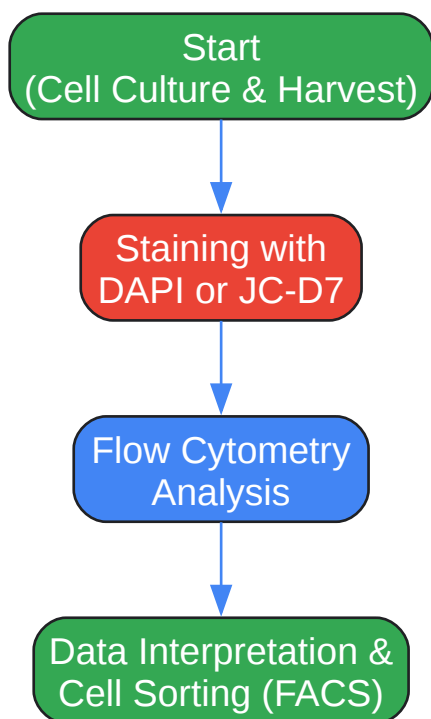 Start
(Cell Culture & Harvest)
Staining with
DAPI or JC-D7
Flow Cytometry
Analysis
Data Interpretation &
Cell Sorting (FACS)